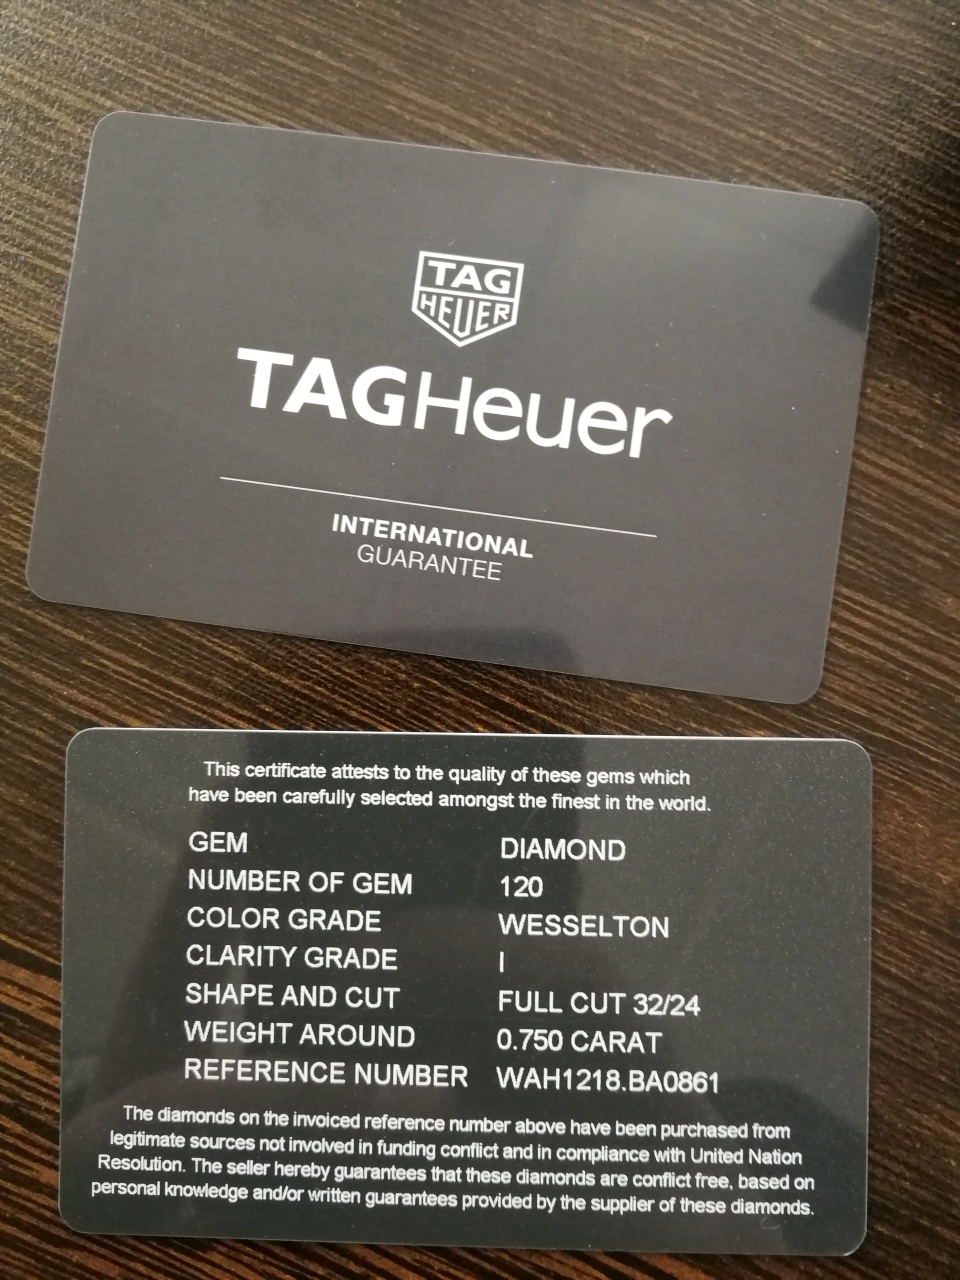 TAG
HEUER
TAGHeuer
INTERNATIONAL
GUARANTEE
This certificate attests to the quality of these gems which
have been carefully selected amongst the finest in the world.
GEM DIAMOND
NUMBER OF GEM 120
COLOR GRADE WESSELTON
CLARITY GRADE I
SHAPE AND CUT FULL CUT 32/24
WEIGHT AROUND 0.750 CARAT
REFERENCE NUMBER WAH1218.BA0861
The diamonds on the invoiced reference number above have been purchased from
legitimate sources not involved in funding conflict and in compliance with United Nation
Resolution. The seller hereby guarantees that these diamonds are conflict free, based on
personal knowledge and/or written guarantees provided by the supplier of these diamonds.